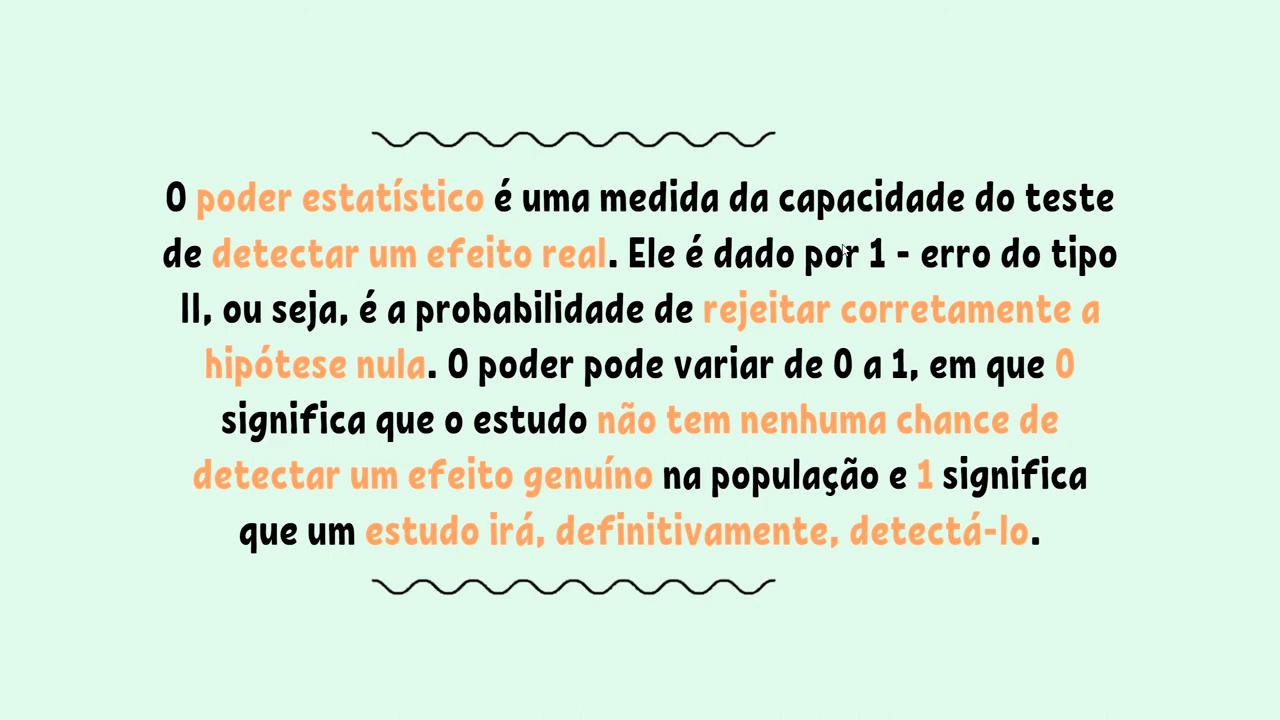 O poder estatístico é uma medida da capacidade do teste
de detectar um efeito real. Ele é dado por 1 - erro do tipo
II, ou seja, é a probabilidade de rejeitar corretamente a
hipótese nula. O poder pode variar de 0 a 1, em que 0
significa que o estudo não tem nenhuma chance de
detectar um efeito genuíno na população e 1 significa
que um estudo irá, definitivamente, detectá-lo.